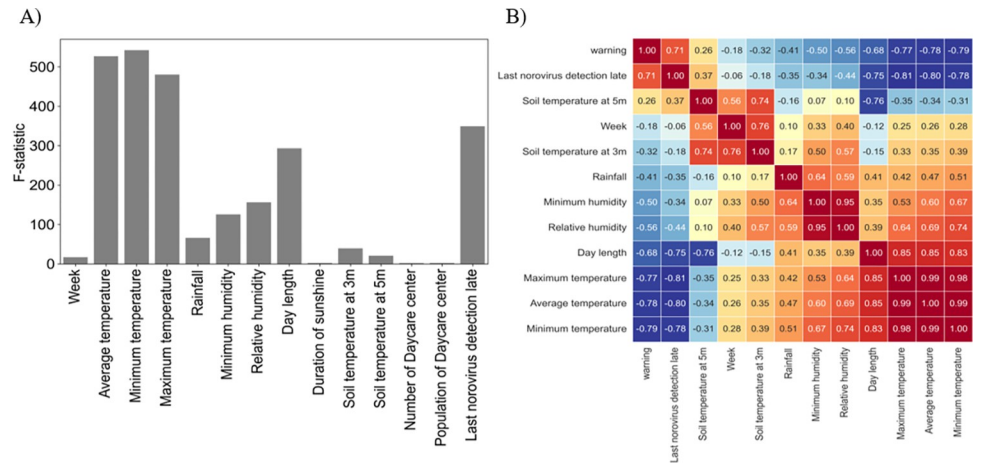 A)
B)
500
400
300
200
100
0
F-statistic
Week
Average temperature
Minimum temperature
Maximum temperature
Rainfall
Minimum humidity
Relative humidity
Day length
Duration of sunshine
Soil temperature at 3m
Soil temperature at 5m
Number of Daycare center
Population of Daycare center
Last norovirus detection late
warning 1.00 0.71 0.26 -0.18 -0.32 -0.41 -0.50 -0.56 -0.68 -0.77 -0.78 -0.79
Last norovirus detection late 0.71 1.00 0.37 -0.06 -0.18 -0.35 -0.34 -0.44 -0.75 -0.81 -0.80 -0.78
Soil temperature at 5m 0.26 0.37 1.00 0.56 0.74 -0.16 0.07 0.10 -0.76 -0.35 -0.34 -0.31
Week -0.18 -0.06 0.56 1.00 0.76 0.10 0.33 0.40 -0.12 0.25 0.26 0.28
Soil temperature at 3m -0.32 -0.18 0.74 0.76 1.00 0.17 0.50 0.57 -0.15 0.33 0.35 0.39
Rainfall -0.41 -0.35 -0.16 0.10 0.17 1.00 0.64 0.59 0.41 0.42 0.47 0.51
Minimum humidity -0.50 -0.34 0.07 0.33 0.50 0.64 1.00 0.95 0.35 0.53 0.60 0.67
Relative humidity -0.56 -0.44 0.10 0.40 0.57 0.59 0.95 1.00 0.39 0.64 0.69 0.74
Day length -0.68 -0.75 -0.76 -0.12 -0.15 0.41 0.35 0.39 1.00 0.85 0.85 0.83
Maximum temperature -0.77 -0.81 -0.35 0.25 0.33 0.42 0.53 0.64 0.85 1.00 0.99 0.98
Average temperature -0.78 -0.80 -0.34 0.26 0.35 0.47 0.60 0.69 0.85 0.99 1.00 0.99
Minimum temperature -0.79 -0.78 -0.31 0.28 0.39 0.51 0.67 0.74 0.83 0.98 0.99 1.00
warning
Last norovirus detection late
Soil temperature at 5m
Week
Soil temperature at 3m
Rainfall
Minimum humidity
Relative humidity
Day length
Maximum temperature
Average temperature
Minimum temperature